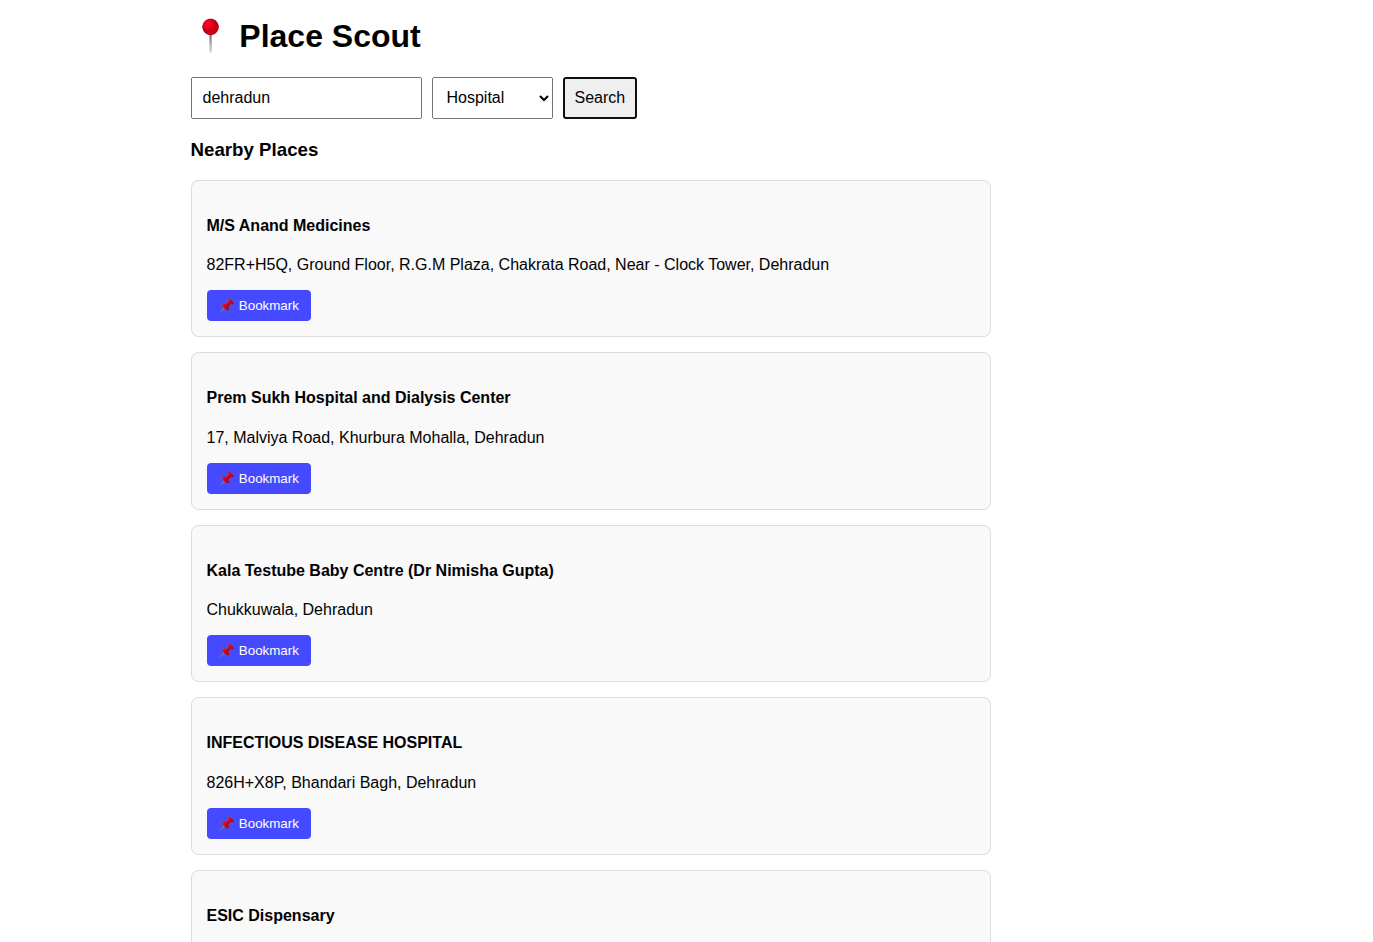 Place Scout
dehradun Hospital Search
Nearby Places
M/S Anand Medicines
82FR+H5Q, Ground Floor, R.G.M Plaza, Chakrata Road, Near - Clock Tower, Dehradun
Bookmark
Prem Sukh Hospital and Dialysis Center
17, Malviya Road, Khurbura Mohalla, Dehradun
Bookmark
Kala Testube Baby Centre (Dr Nimisha Gupta)
Chukkuwala, Dehradun
Bookmark
INFECTIOUS DISEASE HOSPITAL
826H+X8P, Bhandari Bagh, Dehradun
Bookmark
ESIC Dispensary